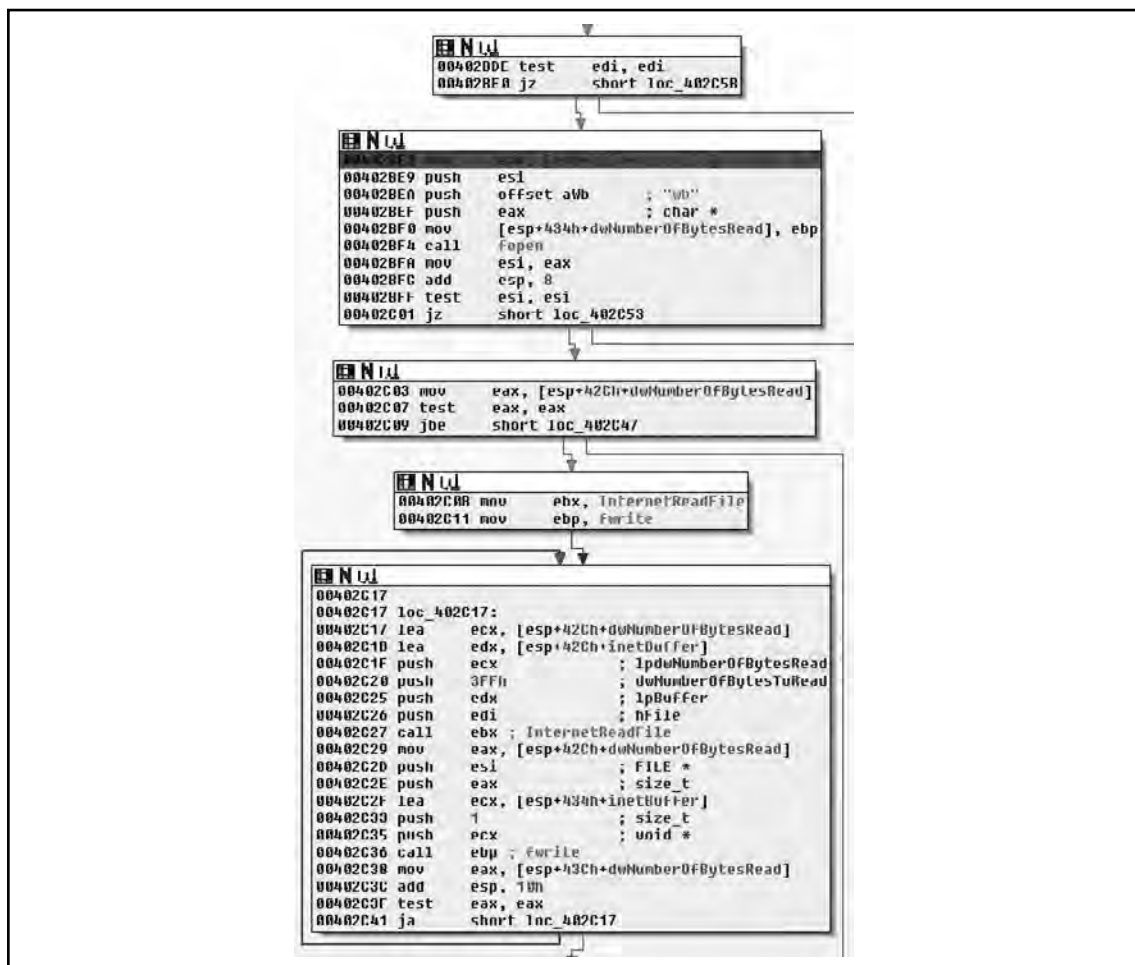 00402BDE test edi, edi
00402BE0 jz short loc_402C5B
00402BE9 push esi
00402BEA push offset aWb ; "wb"
00402BEF push eax ; char *
00402BF0 mov [esp+434h+dwNumberOfBytesRead], ebp
00402BF4 call fopen
00402BFA mov esi, eax
00402BFC add esp, 8
00402BFF test esi, esi
00402C01 jz short loc_402C53
00402C03 mov eax, [esp+42Ch+dwNumberOfBytesRead]
00402C07 test eax, eax
00402C09 jbe short loc_402C47
00402C0B mov ebx, InternetReadFile
00402C11 mov ebp, fwrite
00402C17
00402C17 loc_402C17:
00402C17 lea ecx, [esp+42Ch+dwNumberOfBytesRead]
00402C1B lea edx, [esp+42Ch+inetBuffer]
00402C1F push ecx ; lpdwNumberOfBytesRead
00402C20 push 3FFh ; dwNumberOfBytesToRead
00402C25 push edx ; lpBuffer
00402C26 push edi ; hFile
00402C27 call ebx ; InternetReadFile
00402C29 mov eax, [esp+42Ch+dwNumberOfBytesRead]
00402C2D push esi ; FILE *
00402C2E push eax ; size_t
00402C2F lea ecx, [esp+434h+inetBuffer]
00402C33 push 1 ; size_t
00402C35 push ecx ; void *
00402C36 call ebp ; fwrite
00402C38 mov eax, [esp+43Ch+dwNumberOfBytesRead]
00402C3C add esp, 10h
00402C3F test eax, eax
00402C41 ja short loc_402C17